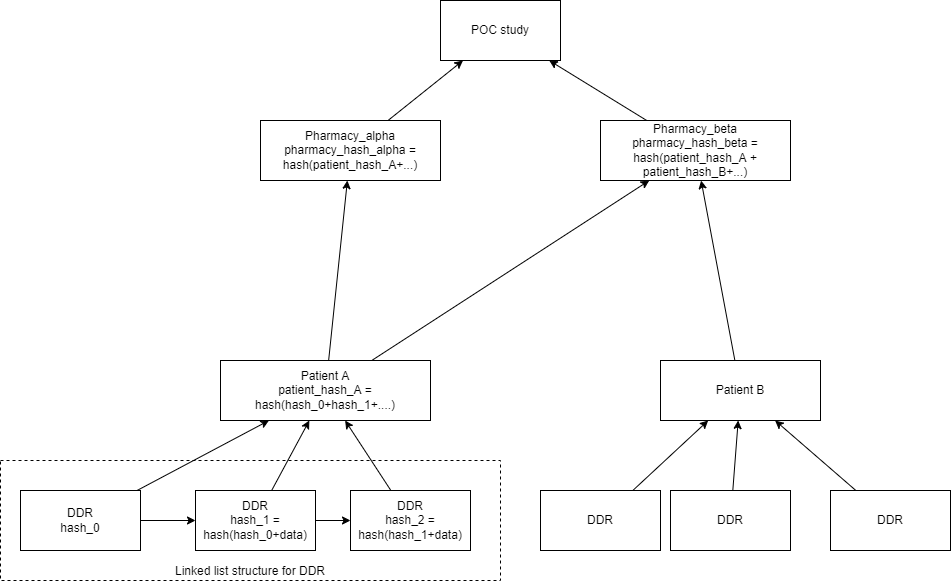 POC study
Pharmacy_alpha
pharmacy_hash_alpha =
hash(patient_hash_A+...)
Pharmacy_beta
pharmacy_hash_beta =
hash(patient_hash_A +
patient_hash_B+...)
Patient A
patient_hash_A =
hash(hash_0+hash_1+....)
Patient B
DDR
hash_0
DDR
hash_1 =
hash(hash_0+data)
DDR
hash_2 =
hash(hash_1+data)
DDR
DDR
DDR
Linked list structure for DDR